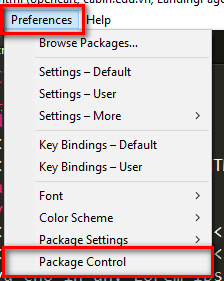 Preferences Help
Browse Packages...
Settings – Default
Settings – User
Settings – More
Key Bindings – Default
Key Bindings – User
Font
Color Scheme
Package Settings
Package Control